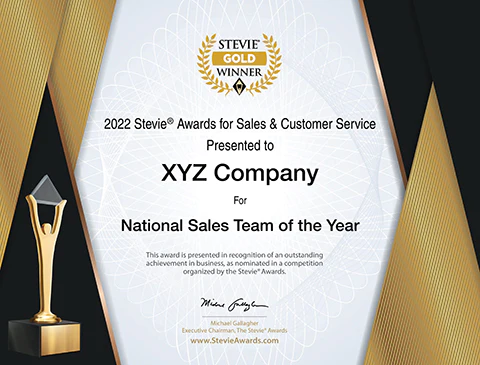 STEVIE®
GOLD
WINNER
2022 Stevie® Awards for Sales & Customer Service
Presented to
XYZ Company
For
National Sales Team of the Year
This award is presented in recognition of an outstanding
achievement in business, as nominated in a competition
organized by the Stevie® Awards.
Michael Gallagher
Michael Gallagher
Executive Chairman, The Stevie® Awards
www.StevieAwards.com